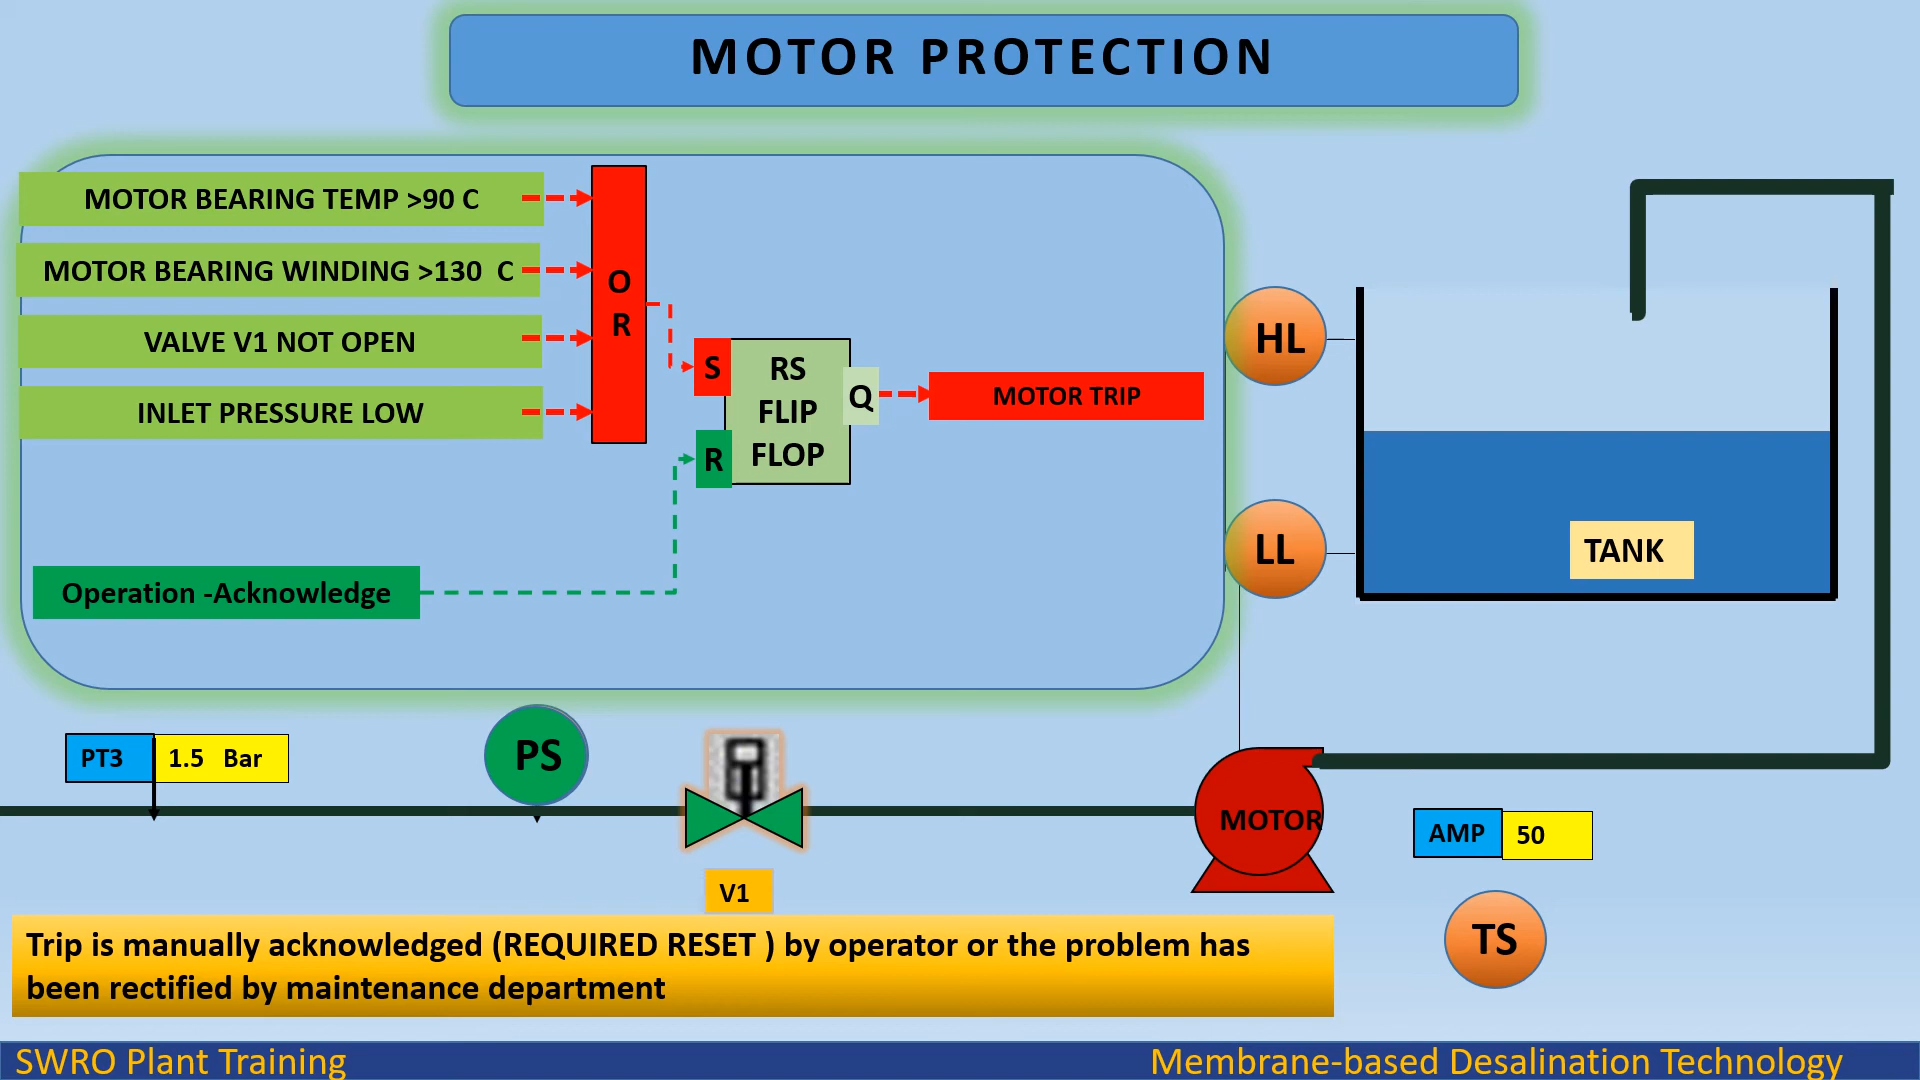 MOTOR PROTECTION
MOTOR BEARING TEMP >90 C
MOTOR BEARING WINDING >130  C
VALVE V1 NOT OPEN
INLET PRESSURE LOW
O
R
S
R
RS
FLIP
FLOP
Q
MOTOR TRIP
Operation -Acknowledge
HL
LL
TANK
PT3
1.5 Bar
PS
V1
MOTOR
AMP
50
TS
Trip is manually acknowledged (REQUIRED RESET ) by operator or the problem has
been rectified by maintenance department
SWRO Plant Training
Membrane-based Desalination Technology